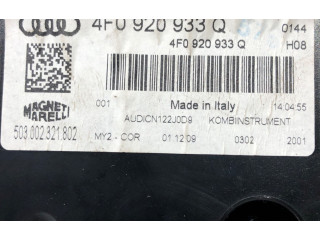 4F0 920 933 Q 0144
4F0 920 933 Q H08
001 Made in Italy 14:04:55
MAGNETI
MARELLI
AUDICN122J0D9 KOMBIINSTRUMENT
503.002.821.802
MY2 - COR 01.12.09 0302 2001